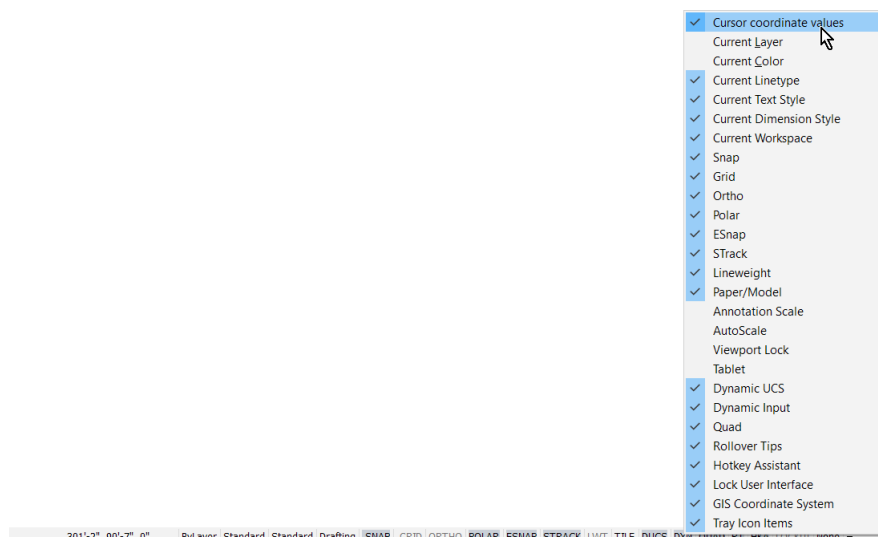 Cursor coordinate values
Current Layer
Current Color
Current Linetype
Current Text Style
Current Dimension Style
Current Workspace
Snap
Grid
Ortho
Polar
ESnap
STrack
Lineweight
Paper/Model
Annotation Scale
AutoScale
Viewport Lock
Tablet
Dynamic UCS
Dynamic Input
Quad
Rollover Tips
Hotkey Assistant
Lock User Interface
GIS Coordinate System
Tray Icon Items
ByLayer Standard Standard Drafting SNAP GRID ORTHO POLAR ESNAP STRACK LWT TILE DUCS